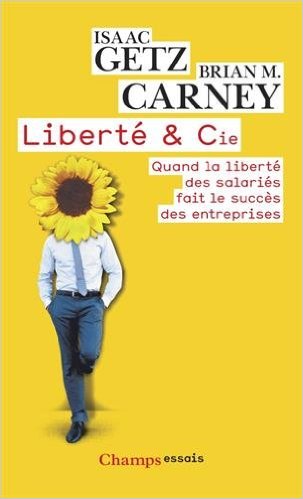 ISAAC
GETZ
BRIAN M.
CARNEY
Liberté & Cie
Quand la liberté
des salariés
fait le succès
des entreprises
Champs essais